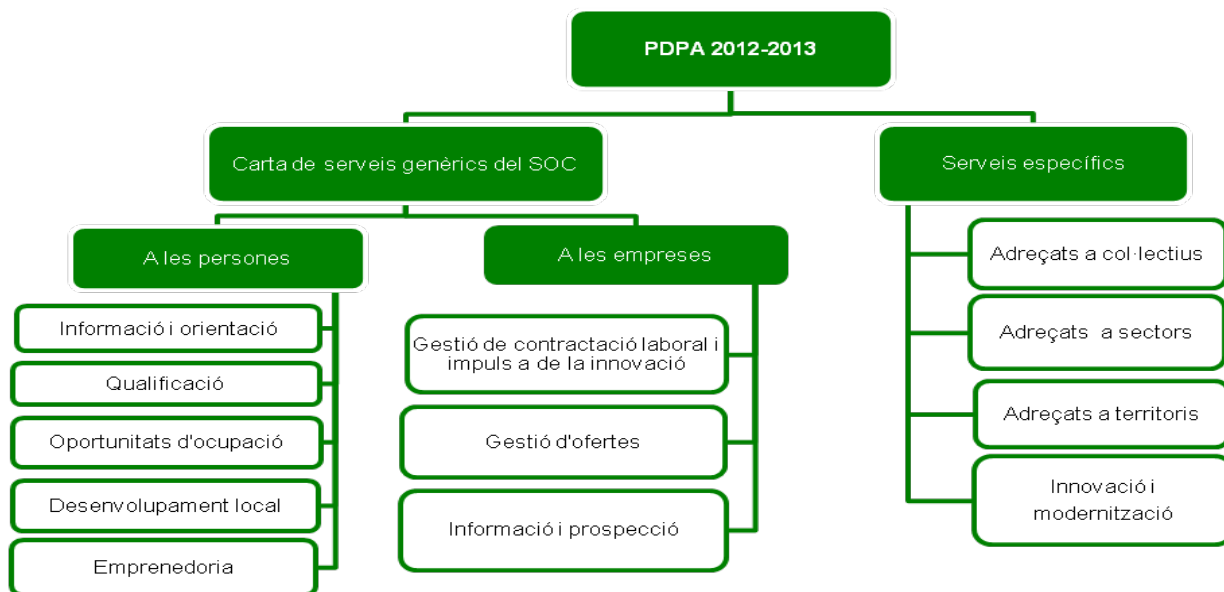 PDPA 2012-2013
Carta de serveis genèrics del SOC
Serveis específics
A les persones
A les empreses
Informació i orientació
Qualificació
Oportunitats d'ocupació
Desenvolupament local
Emprenedoria
Gestió de contractació laboral i
impuls a de la innovació
Gestió d'ofertes
Informació i prospecció
Adreçats a col·lectius
Adreçats a sectors
Adreçats a territoris
Innovació i
modernització